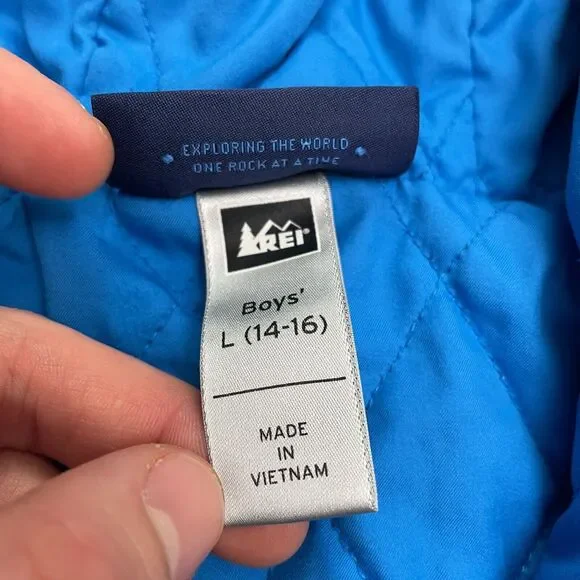 EXPLORING THE WORLD
ONE ROCK AT A TIME
REI
Boys'
L (14-16)
MADE
IN
VIETNAM